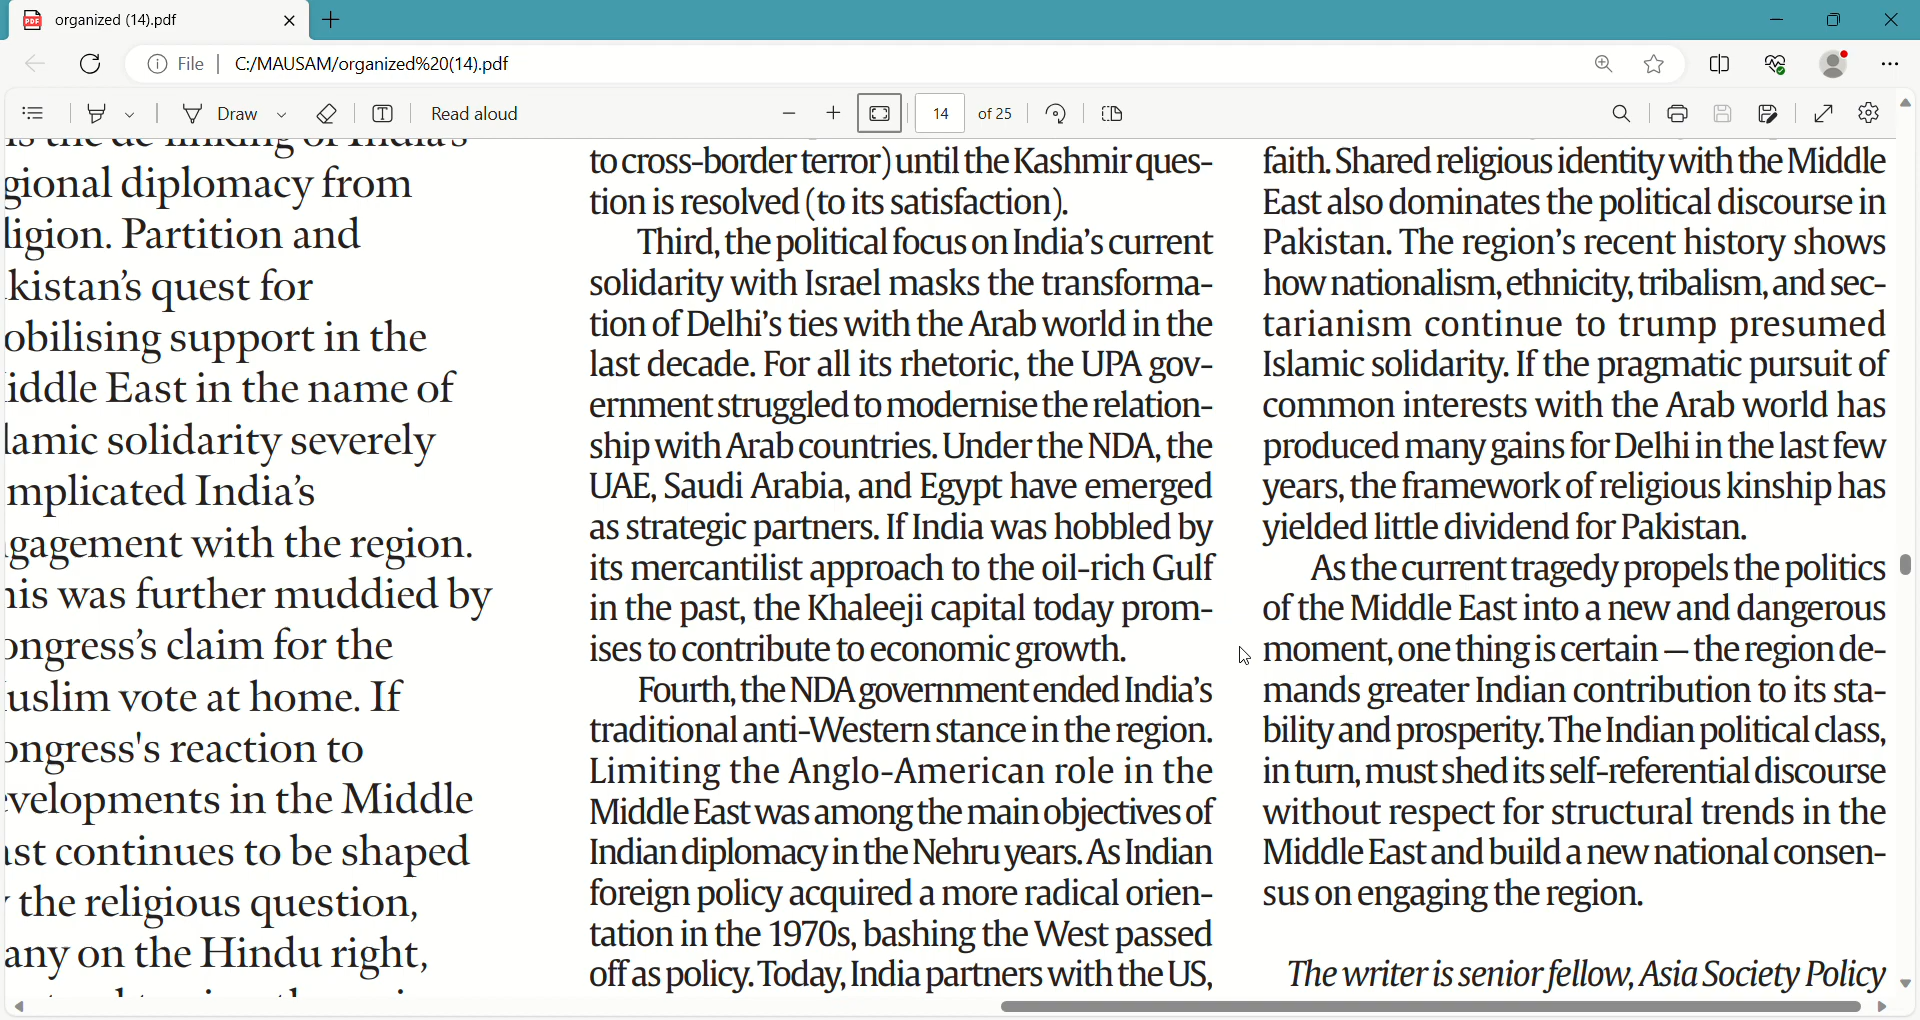 organized (14).pdf
File
C:/MAUSAM/organized%20(14).pdf
Draw
Read aloud
14 of 25
gional diplomacy from
ligion. Partition and
kistan's quest for
obilising support in the
iddle East in the name of
lamic solidarity severely
mplicated India's
gagement with the region.
his was further muddied by
ongress's claim for the
uslim vote at home. If
ongress's reaction to
velopments in the Middle
ast continues to be shaped
the religious question,
any on the Hindu right,
to cross-border terror) until the Kashmir ques-
tion is resolved (to its satisfaction).
Third, the political focus on India's current
solidarity with Israel masks the transforma-
tion of Delhi's ties with the Arab world in the
last decade. For all its rhetoric, the UPA gov-
ernment struggled to modernise the relation-
ship with Arab countries. Under the NDA, the
UAE, Saudi Arabia, and Egypt have emerged
as strategic partners. If India was hobbled by
its mercantilist approach to the oil-rich Gulf
in the past, the Khaleeji capital today prom-
ises to contribute to economic growth.
Fourth, the NDA government ended India's
traditional anti-Western stance in the region.
Limiting the Anglo-American role in the
Middle East was among the main objectives of
Indian diplomacy in the Nehru years. As Indian
foreign policy acquired a more radical orien-
tation in the 1970s, bashing the West passed
off as policy. Today, India partners with the US,
faith. Shared religious identity with the Middle
East also dominates the political discourse in
Pakistan. The region's recent history shows
how nationalism, ethnicity, tribalism, and sec-
tarianism continue to trump presumed
Islamic solidarity. If the pragmatic pursuit of
common interests with the Arab world has
produced many gains for Delhi in the last few
years, the framework of religious kinship has
yielded little dividend for Pakistan.
As the current tragedy propels the politics
of the Middle East into a new and dangerous
moment, one thing is certain — the region de-
mands greater Indian contribution to its sta-
bility and prosperity. The Indian political class,
in turn, must shed its self-referential discourse
without respect for structural trends in the
Middle East and build a new national consen-
sus on engaging the region.
The writer is senior fellow, Asia Society Policy